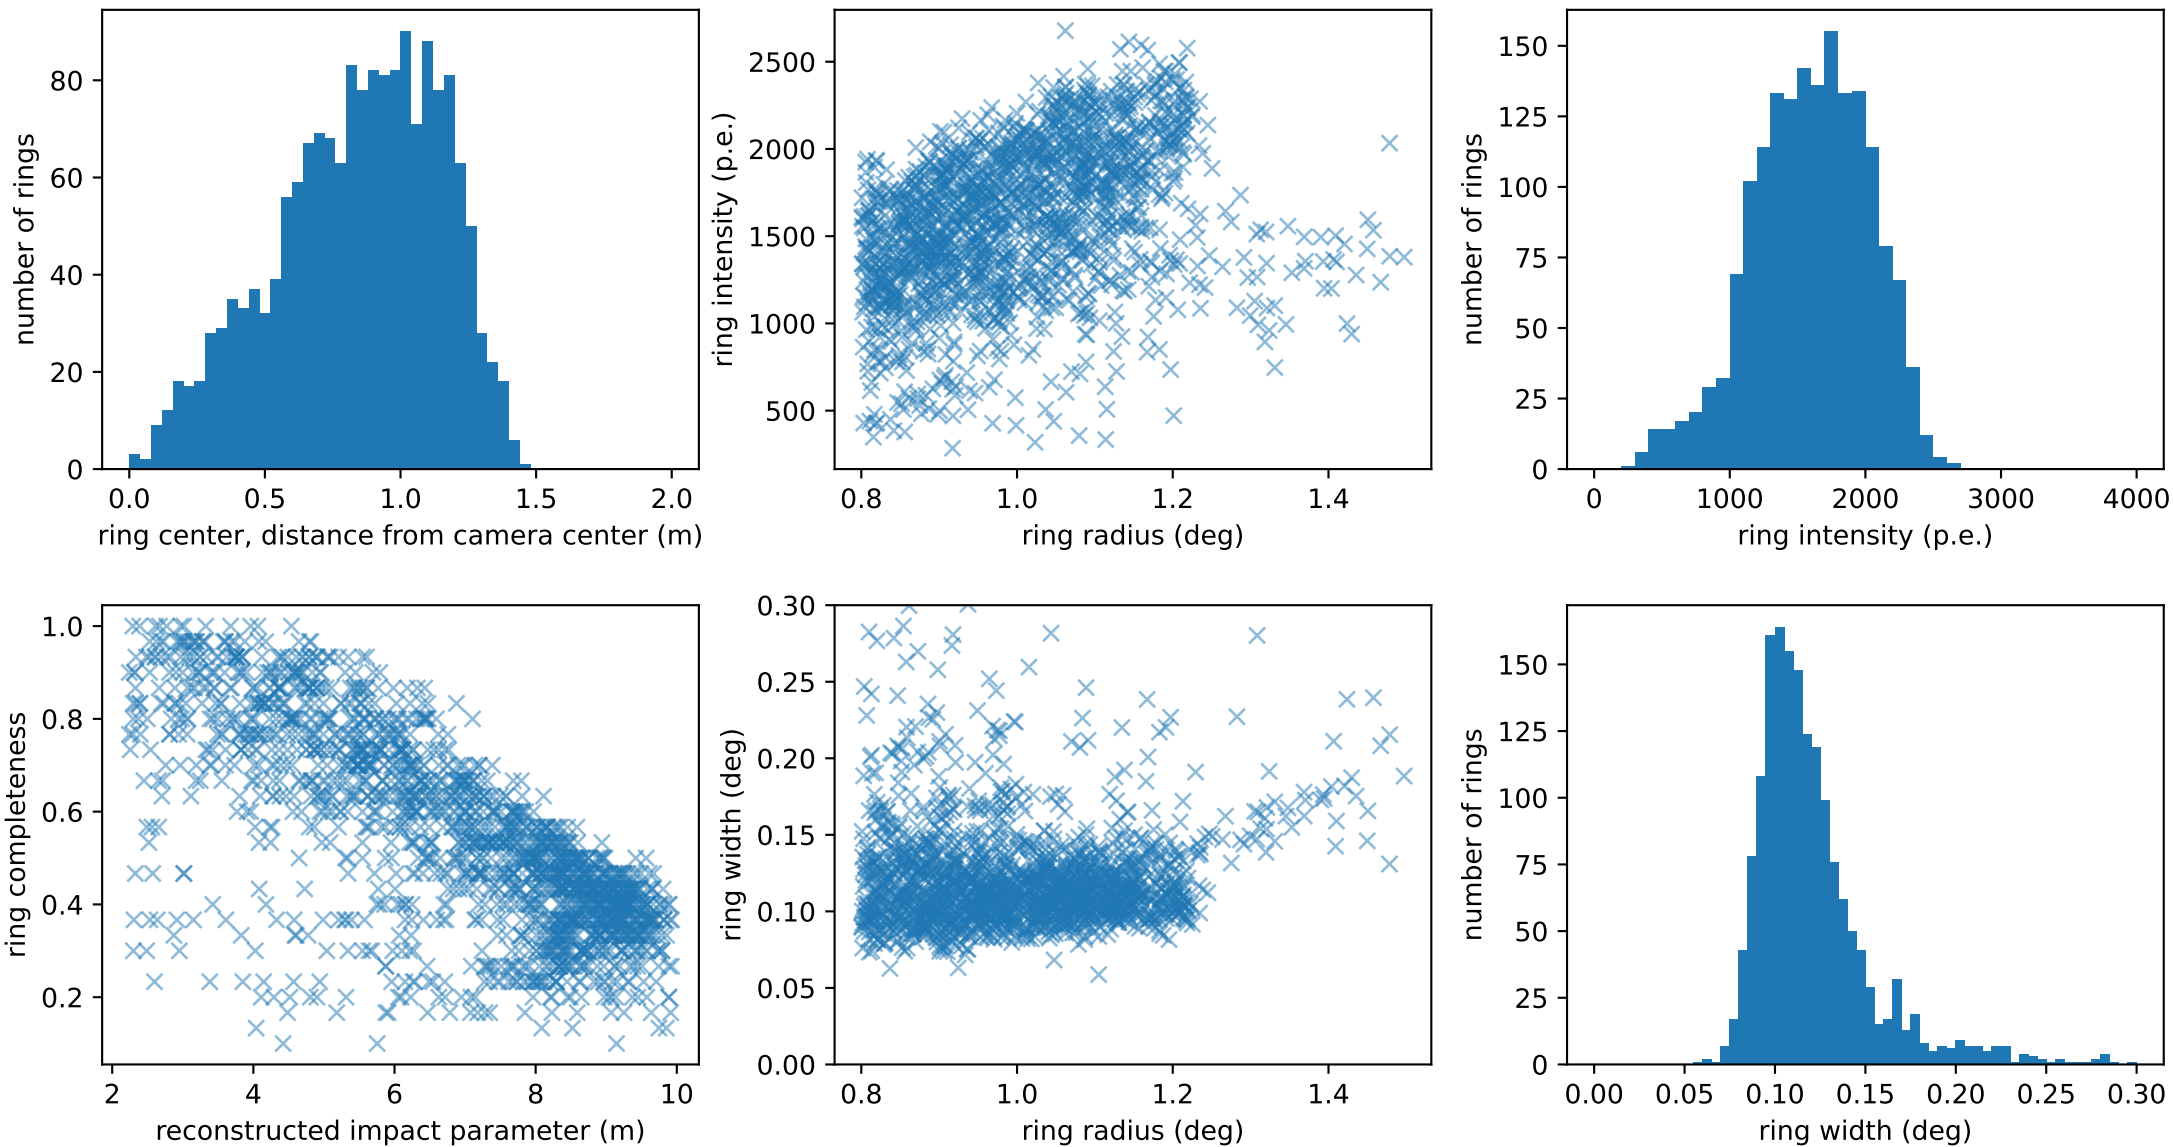 number of rings
80
60
40
20
0
0.0 0.5 1.0 1.5 2.0
ring center, distance from camera center (m)
ring intensity (p.e.)
2500
2000
1500
1000
500
0.8 1.0 1.2 1.4
ring radius (deg)
number of rings
150
125
100
75
50
25
0
0 1000 2000 3000 4000
ring intensity (p.e.)
ring completeness
1.0
0.8
0.6
0.4
0.2
2 4 6 8 10
reconstructed impact parameter (m)
ring width (deg)
0.30
0.25
0.20
0.15
0.10
0.05
0.00
0.8 1.0 1.2 1.4
ring radius (deg)
number of rings
150
125
100
75
50
25
0
0.00 0.05 0.10 0.15 0.20 0.25 0.30
ring width (deg)